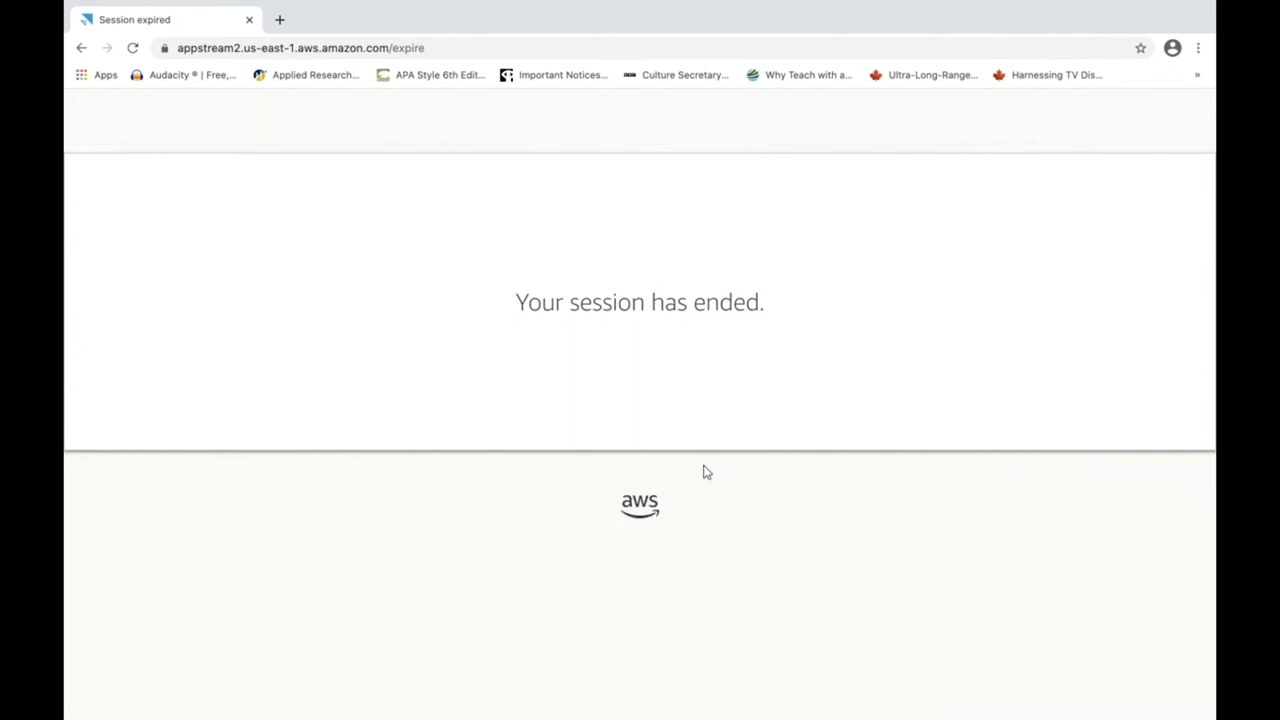 Session expired
appstream2.us-east-1.aws.amazon.com/expire
Apps Audacity ® | Free,... Applied Research... APA Style 6th Edit... Important Notices... Culture Secretary... Why Teach with a... Ultra-Long-Range... Harnessing TV Dis... »
Your session has ended.
aws